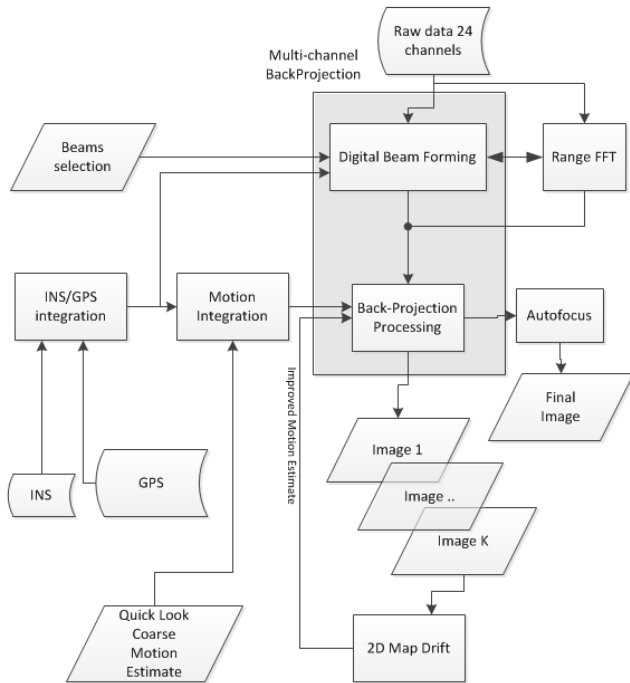 Raw data 24
channels
Multi-channel
BackProjection
Beams
selection
Digital Beam Forming
Range FFT
INS/GPS
integration
Motion
Integration
Back-Projection
Processing
Autofocus
Improved Motion Estimate
Final
Image
Image 1
INS
GPS
Image ..
Image K
Quick Look
Coarse
Motion
Estimate
2D Map Drift